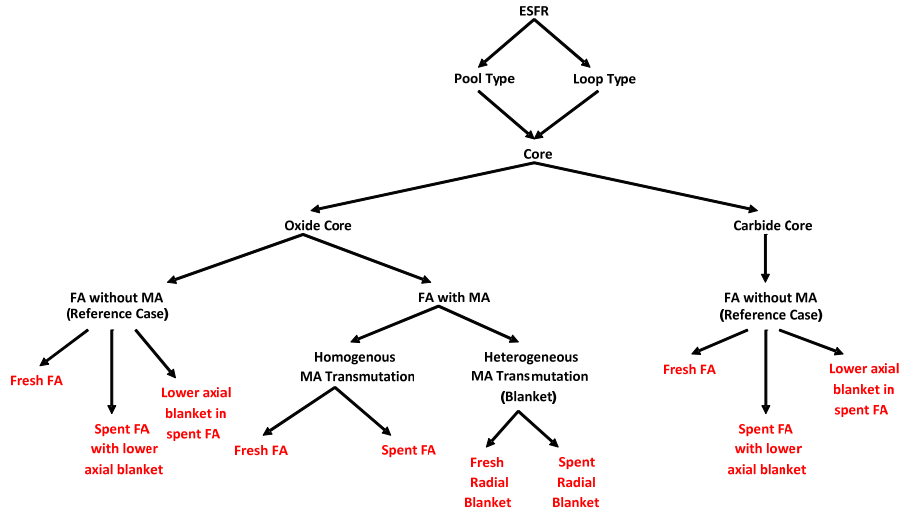 ESFR
Pool Type
Loop Type
Core
Oxide Core
Carbide Core
FA without MA
(Reference Case)
FA with MA
FA without MA
(Reference Case)
Homogenous
MA Transmutation
Heterogeneous
MA Transmutation
(Blanket)
Fresh FA
Spent FA
with lower
axial blanket
Lower axial
blanket in
spent FA
Fresh FA
Spent FA
Fresh
Radial
Blanket
Spent
Radial
Blanket
Fresh FA
Spent FA
with lower
axial blanket
Lower axial
blanket in
spent FA